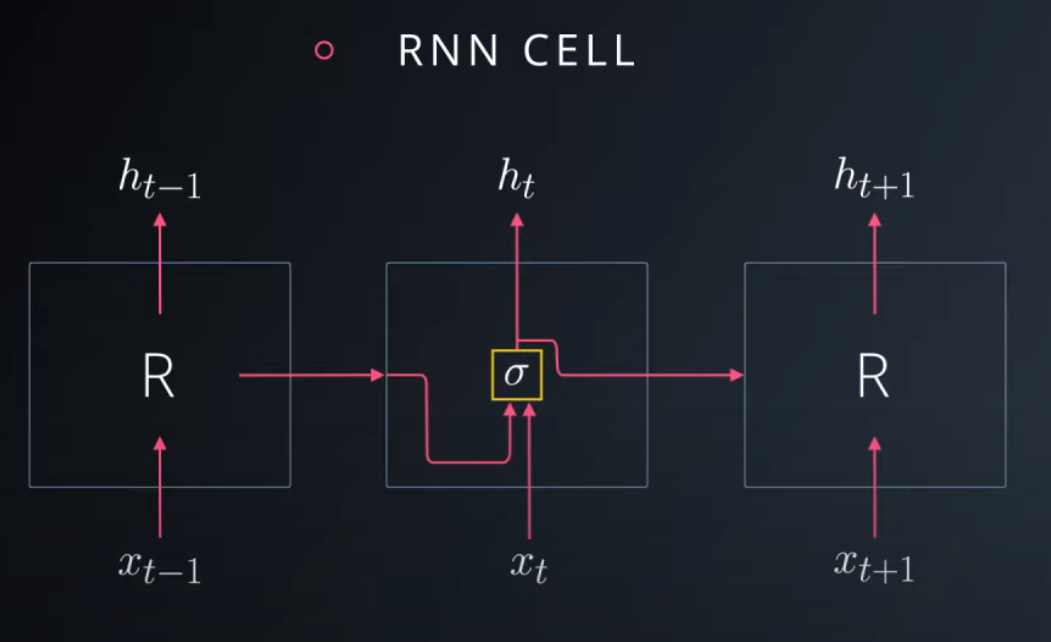 RNN CELL
h_{t-1} h_t h_{t+1}
R σ R
x_{t-1} x_t x_{t+1}